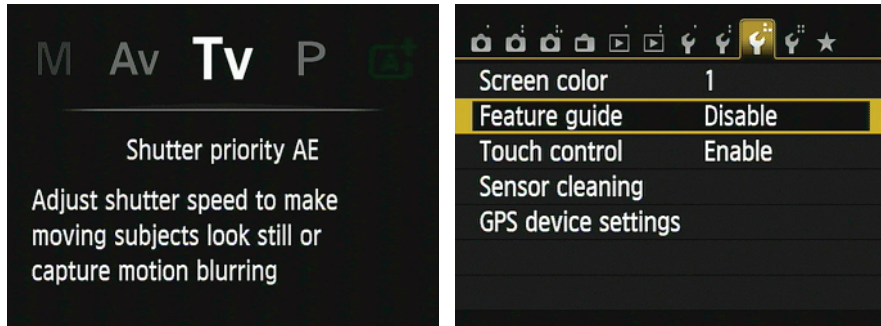 M Av Tv P A+
Shutter priority AE
Adjust shutter speed to make
moving subjects look still or
capture motion blurring
Screen color 1
Feature guide Disable
Touch control Enable
Sensor cleaning
GPS device settings